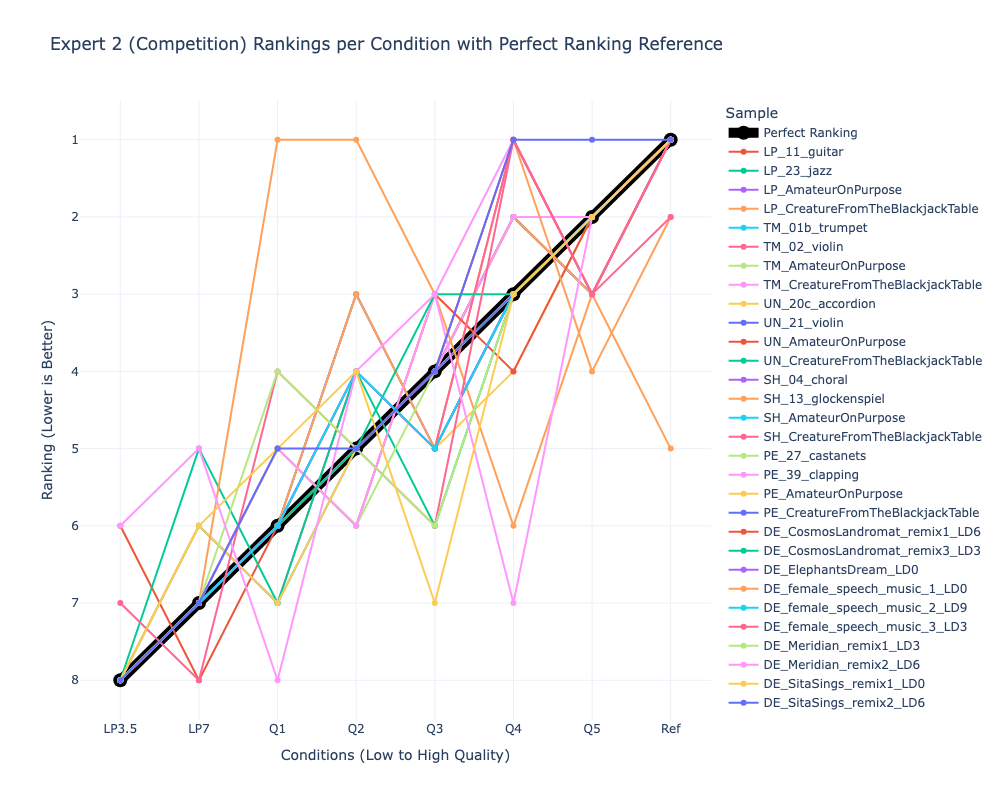 Expert 2 (Competition) Rankings per Condition with Perfect Ranking Reference
Sample
Perfect Ranking
LP_11_guitar
LP_23_jazz
LP_AmateurOnPurpose
LP_CreatureFromTheBlackjackTable
TM_01b_trumpet
TM_02_violin
TM_AmateurOnPurpose
TM_CreatureFromTheBlackjackTable
UN_20c_accordion
UN_21_violin
UN_AmateurOnPurpose
UN_CreatureFromTheBlackjackTable
SH_04_choral
SH_13_glockenspiel
SH_AmateurOnPurpose
SH_CreatureFromTheBlackjackTable
PE_27_castanets
PE_39_clapping
PE_AmateurOnPurpose
PE_CreatureFromTheBlackjackTable
DE_CosmosLandromat_remix1_LD6
DE_CosmosLandromat_remix3_LD3
DE_ElephantsDream_LD0
DE_female_speech_music_1_LD0
DE_female_speech_music_2_LD9
DE_female_speech_music_3_LD3
DE_Meridian_remix1_LD3
DE_Meridian_remix2_LD6
DE_SitaSings_remix1_LD0
DE_SitaSings_remix2_LD6
Ranking (Lower is Better)
1
2
3
4
5
6
7
8
LP3.5 LP7 Q1 Q2 Q3 Q4 Q5 Ref
Conditions (Low to High Quality)